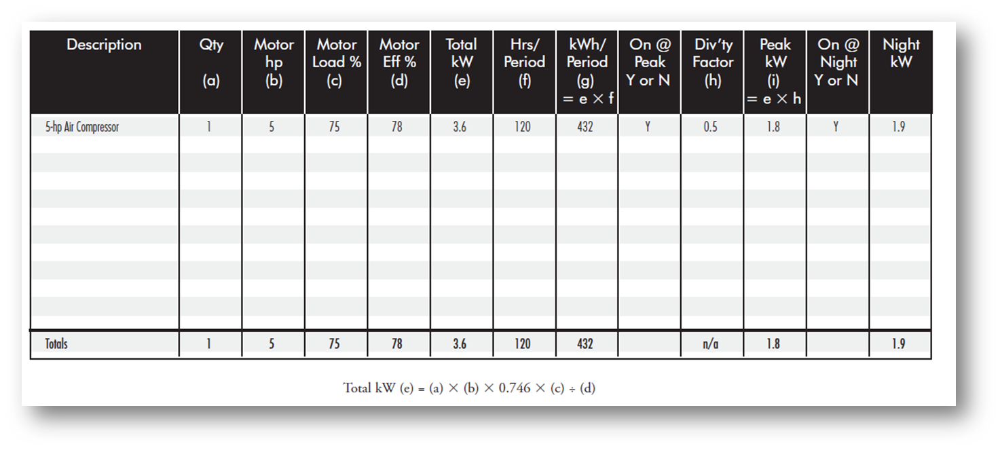 Description Qty Motor Motor Motor Total Hrs/ kWh/ On @ Div'ty Peak On @ Night
hp Load % Eff % kW Period Period Peak Factor kW Night kW
(a) (b) (c) (d) (e) (f) (g) Y or N (h) (i) Y or N
= e × f = e × h
5-hp Air Compressor 1 5 75 78 3.6 120 432 Y 0.5 1.8 Y 1.9
Totals 1 5 75 78 3.6 120 432 n/a 1.8 1.9
Total kW (e) = (a) × (b) × 0.746 × (c) ÷ (d)